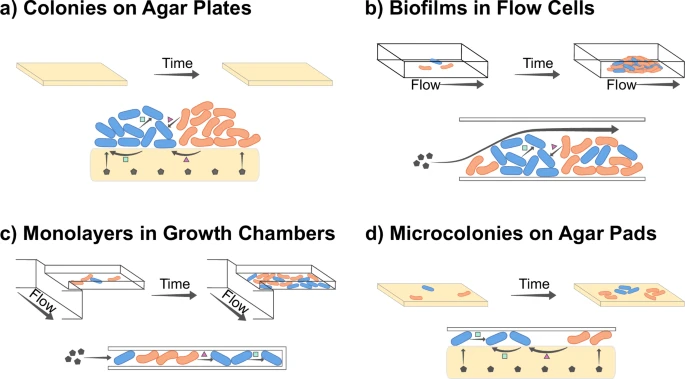 a) Colonies on Agar Plates
Time
b) Biofilms in Flow Cells
Time
Flow
Flow
c) Monolayers in Growth Chambers
Time
Flow
Flow
d) Microcolonies on Agar Pads
Time